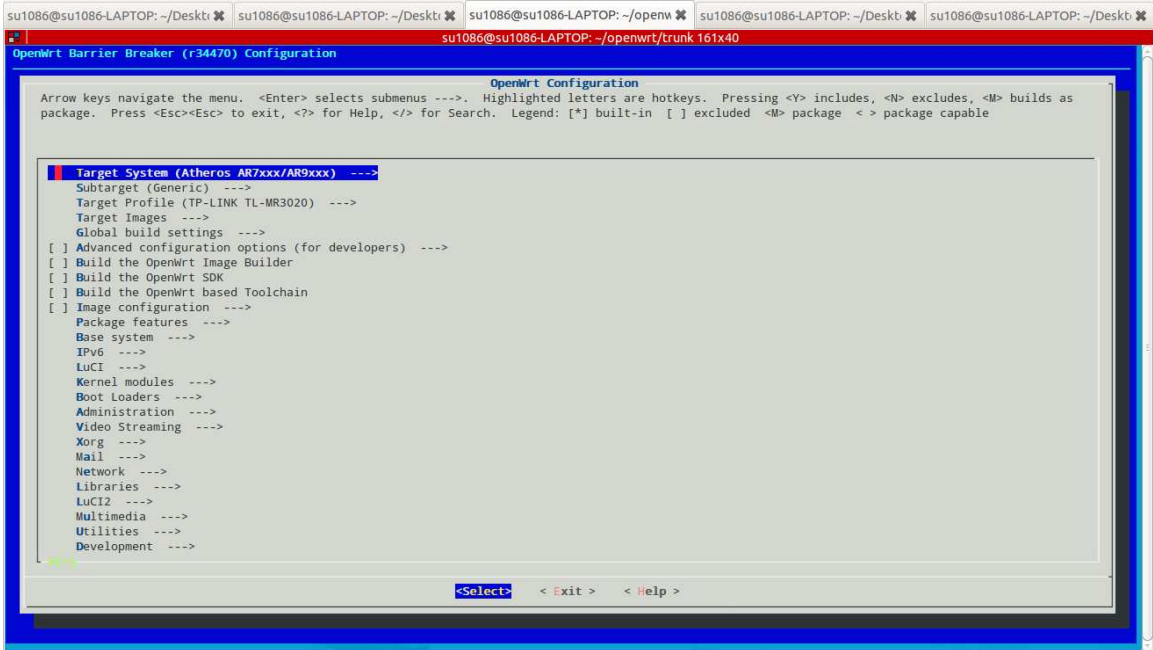 su1086@su1086-LAPTOP: ~/Deskt su1086@su1086-LAPTOP: ~/Deskt su1086@su1086-LAPTOP: ~/openw su1086@su1086-LAPTOP: ~/Deskt su1086@su1086-LAPTOP: ~/Deskt
su1086@su1086-LAPTOP: ~/openwrt/trunk 161x40
OpenWrt Barrier Breaker (r34470) Configuration
OpenWrt Configuration
Arrow keys navigate the menu.  <Enter> selects submenus --->.  Highlighted letters are hotkeys.  Pressing <Y> includes, <N> excludes, <M> builds as
package.  Press <Esc><Esc> to exit, <?> for Help, </> for Search.  Legend: [*] built-in  [ ] excluded  <M> package  < > package capable
Target System (Atheros AR7xxx/AR9xxx)  --->
Subtarget (Generic)  --->
Target Profile (TP-LINK TL-MR3020)  --->
Target Images  --->
Global build settings  --->
[ ] Advanced configuration options (for developers)  --->
[ ] Build the OpenWrt Image Builder
[ ] Build the OpenWrt SDK
[ ] Build the OpenWrt based Toolchain
[ ] Image configuration  --->
Package features  --->
Base system  --->
IPv6  --->
LuCI  --->
Kernel modules  --->
Boot Loaders  --->
Administration  --->
Video Streaming  --->
Xorg  --->
Mail  --->
Network  --->
Libraries  --->
LuCI2  --->
Multimedia  --->
Utilities  --->
Development  --->
<Select>    < Exit >    < Help >